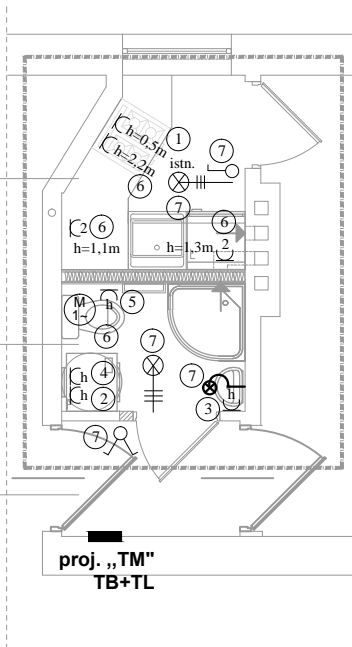 h=0,5m
h=2,2m
1
istn.
7
6
7
2 6
h=1,1m
h=1,3m
6
2
M
1~
h
5
6
7
h 4
h 2
7
3
h
7
proj. ,,TM"
TB+TL